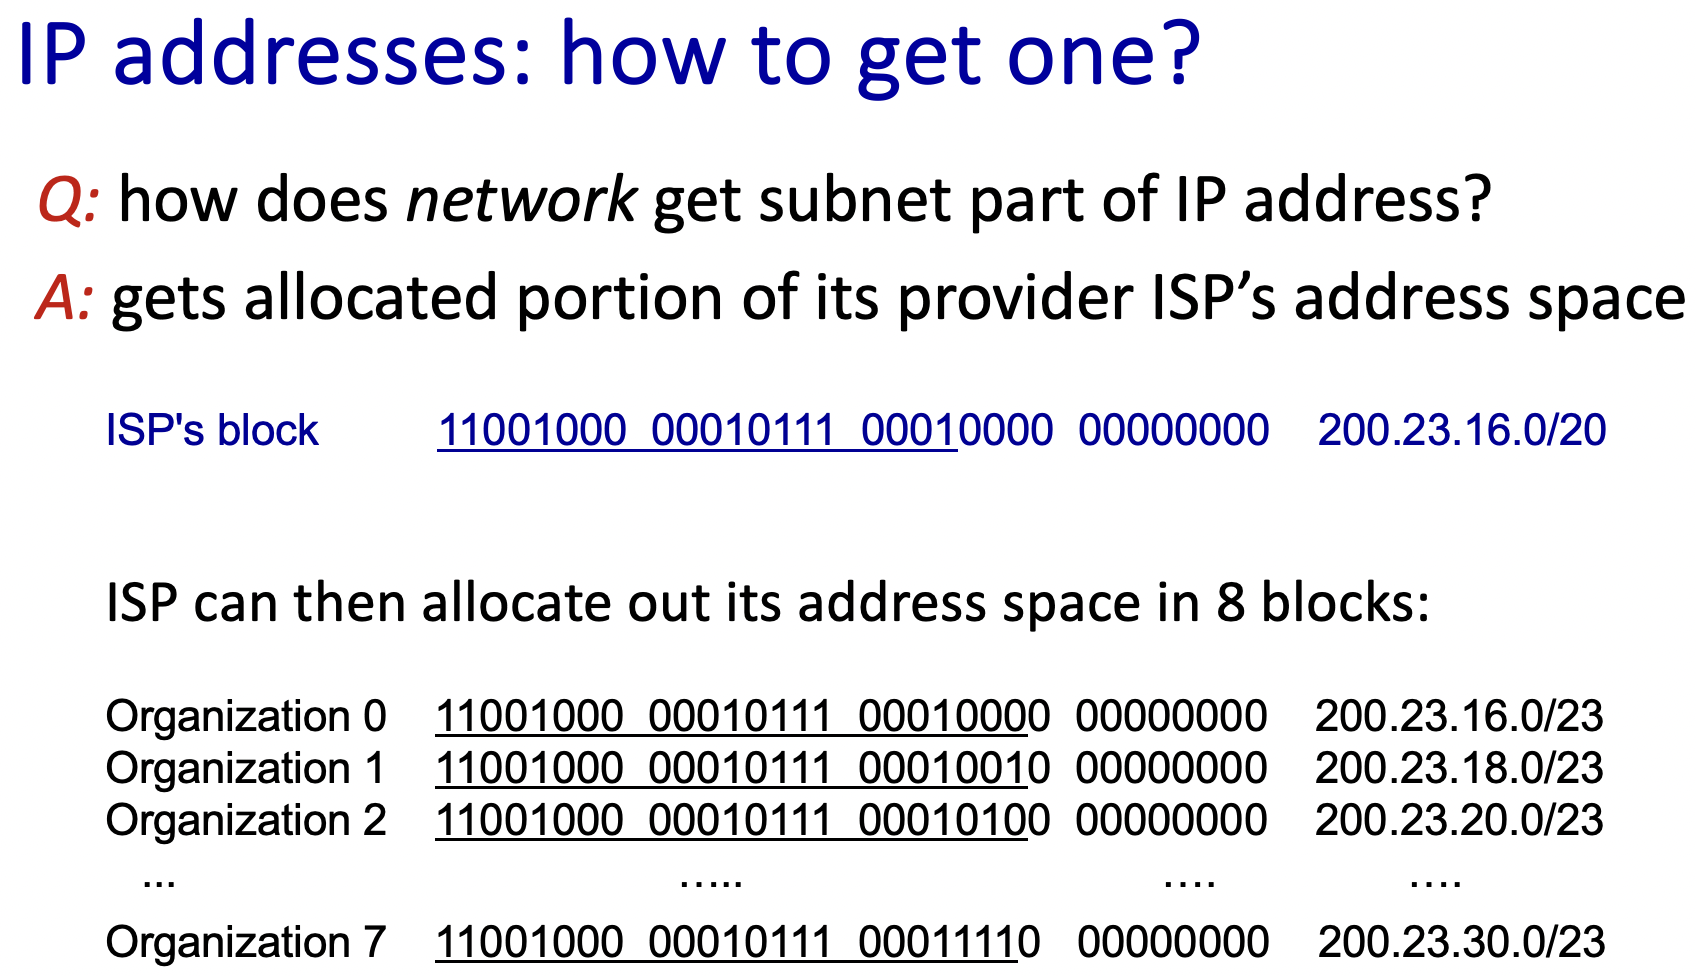 IP addresses: how to get one?
Q: how does network get subnet part of IP address?
A: gets allocated portion of its provider ISP’s address space
ISP's block 11001000 00010111 00010000 00000000 200.23.16.0/20
ISP can then allocate out its address space in 8 blocks:
Organization 0 11001000 00010111 00010000 00000000 200.23.16.0/23
Organization 1 11001000 00010111 00010010 00000000 200.23.18.0/23
Organization 2 11001000 00010111 00010100 00000000 200.23.20.0/23
... ..... .... ....
Organization 7 11001000 00010111 00011110 00000000 200.23.30.0/23